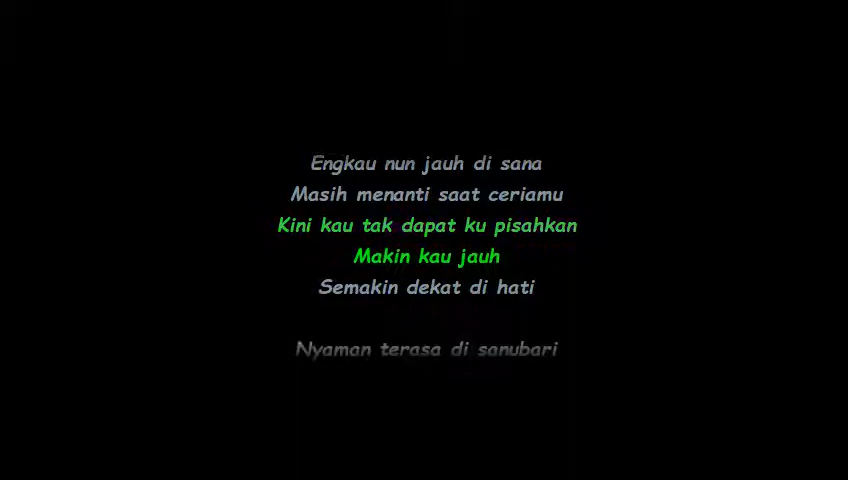 Engkau nun jauh di sana
Masih menanti saat ceriamu
Kini kau tak dapat ku pisahkan
Makin kau jauh
Semakin dekat di hati
Nyaman terasa di sanubari